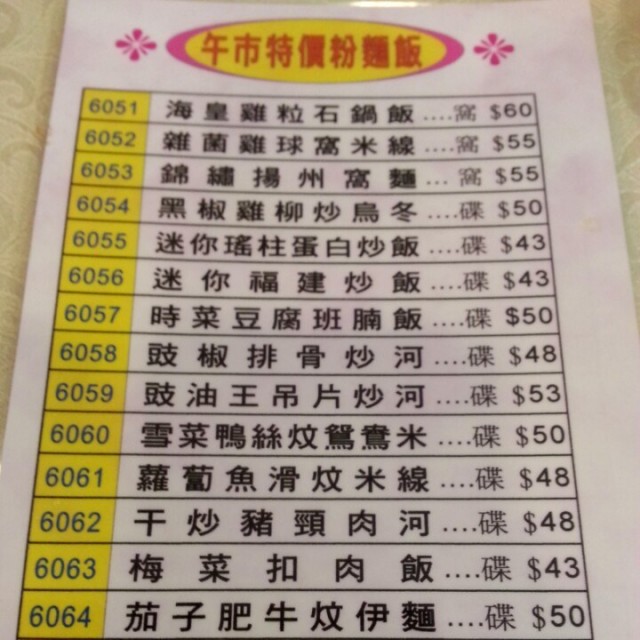 午市特價粉麵飯
6051 海皇雞粒石鍋飯 ....窩 $60
6052 雜菌雞球窩米線 ....窩 $55
6053 錦繡揚州窩麵 ... 窩 $55
6054 黑椒雞柳炒烏冬 ....碟 $50
6055 迷你瑤柱蛋白炒飯 ....碟 $43
6056 迷你福建炒飯 ....碟 $43
6057 時菜豆腐班腩飯 ....碟 $50
6058 豉椒排骨炒河 ....碟 $48
6059 豉油王吊片炒河 ....碟 $53
6060 雪菜鴨絲炆鴛鴦米 ....碟 $50
6061 蘿蔔魚滑炆米線 ....碟 $48
6062 干炒豬頸肉河 ....碟 $48
6063 梅菜扣肉飯 ....碟 $43
6064 茄子肥牛炆伊麵 ....碟 $50